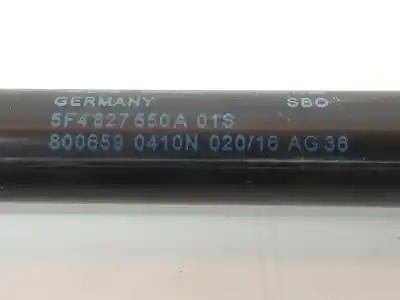 GERMANY SBO
5F4 827 550A 01S
800659 0410N 020/16 AG 36